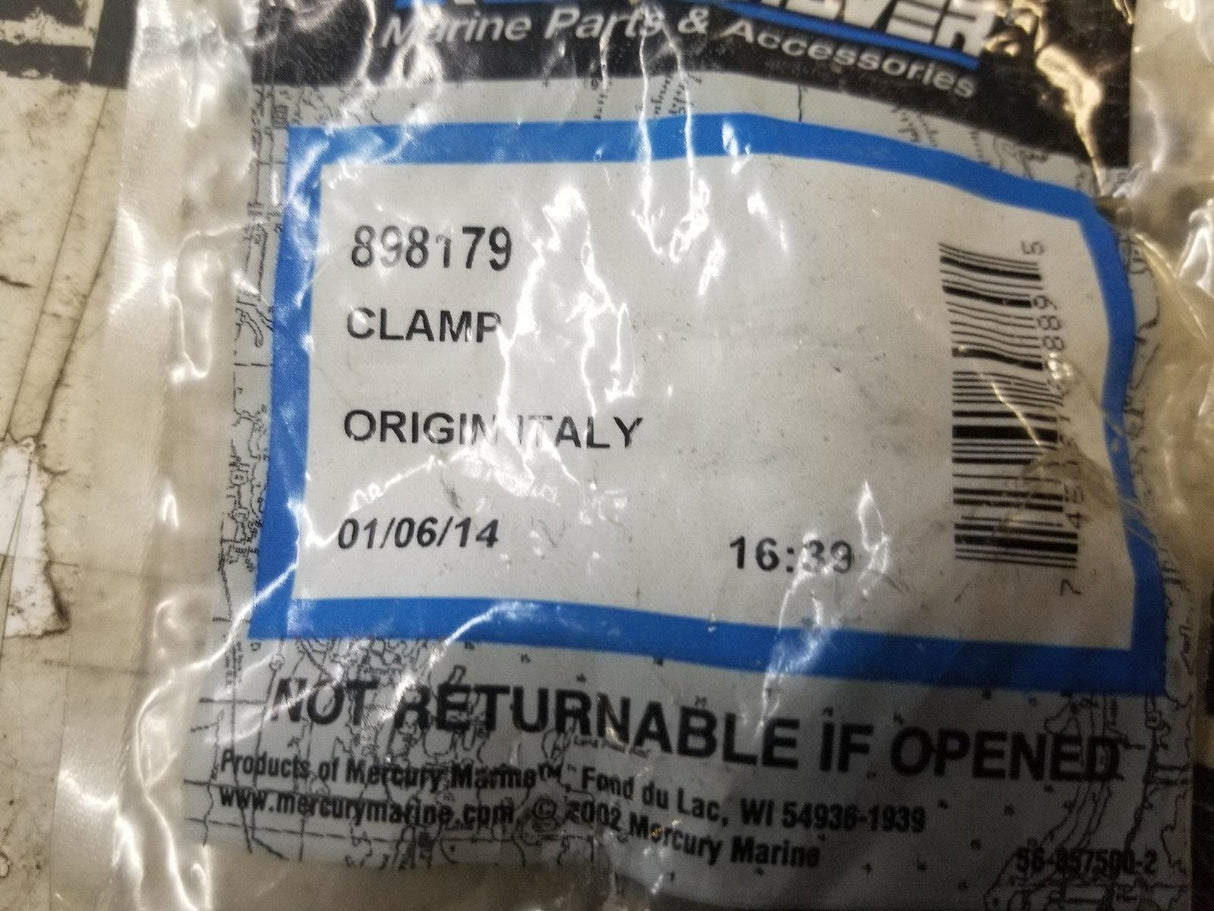 Marine Parts & Accessories
898179
CLAMP
ORIGIN ITALY
01/06/14 16:39
NOT RETURNABLE IF OPENED
Products of Mercury Marine™, Fond du Lac, WI 54936-1939
www.mercurymarine.com © 2002 Mercury Marine